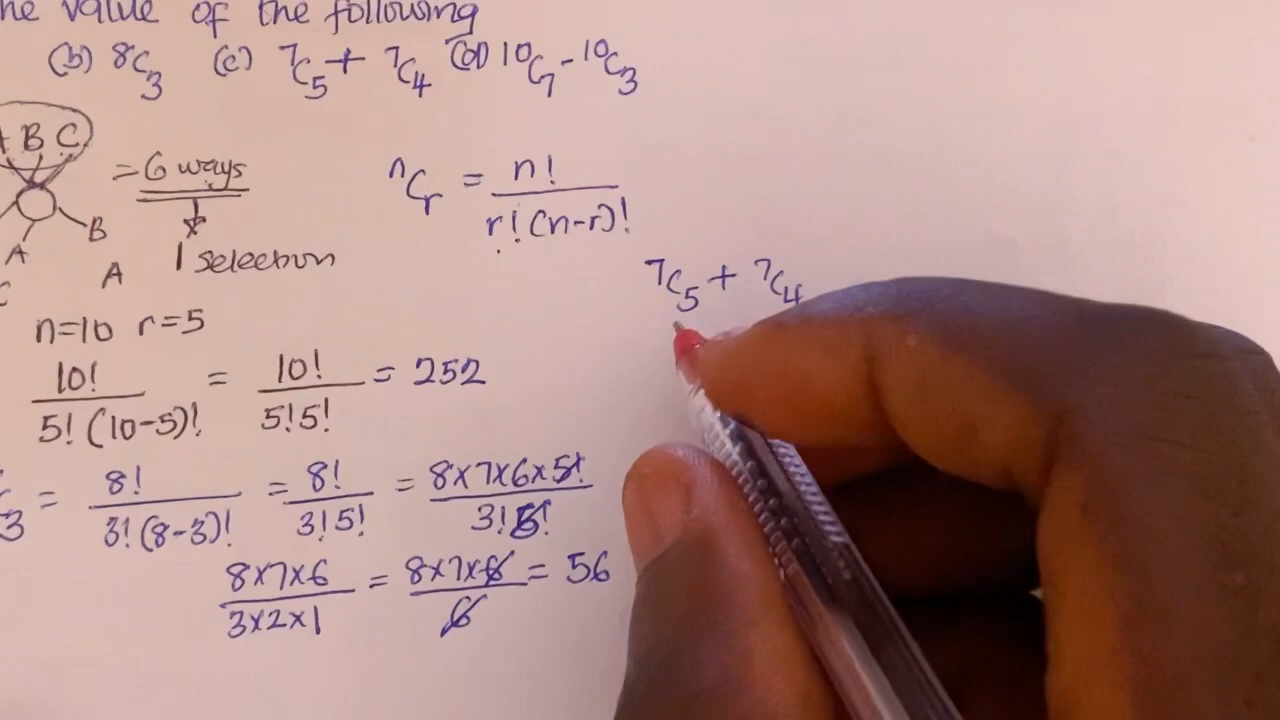 he value of the following
(b) ⁸C₃ (c) ⁷C₅ + ⁷C₄ (d) ¹⁰C₇ - ¹⁰C₃
A B C = 6 ways
ⁿCᵣ = n! / r!(n-r)!
A B
C A 1 selection
⁷C₅ + ⁷C₄
n=10 r=5
10! / 5!(10-5)! = 10! / 5!5! = 252
3 = 8! / 3!(8-3)! = 8! / 3!5! = 8x7x6x5! / 3!5!
8x7x6 / 3x2x1 = 8x7x6 / 6 = 56